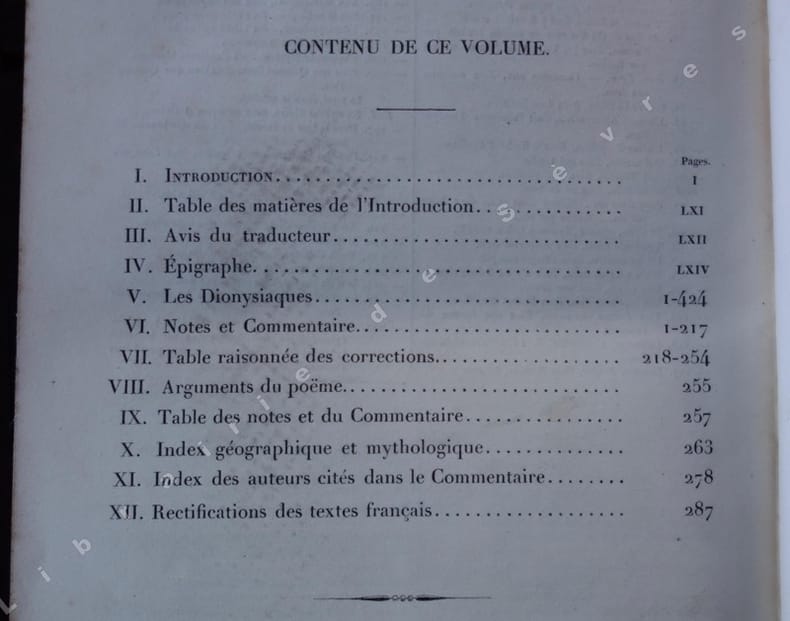 CONTENU DE CE VOLUME.
Pages.
I. INTRODUCTION.................................. I
II. Table des matières de l'Introduction............ LXI
III. Avis du traducteur.......................... LXII
IV. Épigraphe.................................. LXIV
V. Les Dionysiaques............................ 1-424
VI. Notes et Commentaire........................ 1-217
VII. Table raisonnée des corrections.................. 218-254
VIII. Arguments du poëme........................ 255
IX. Table des notes et du Commentaire.............. 257
X. Index géographique et mythologique............ 263
XI. Index des auteurs cités dans le Commentaire........ 278
XII. Rectifications des textes français................ 287
Librie de sevres